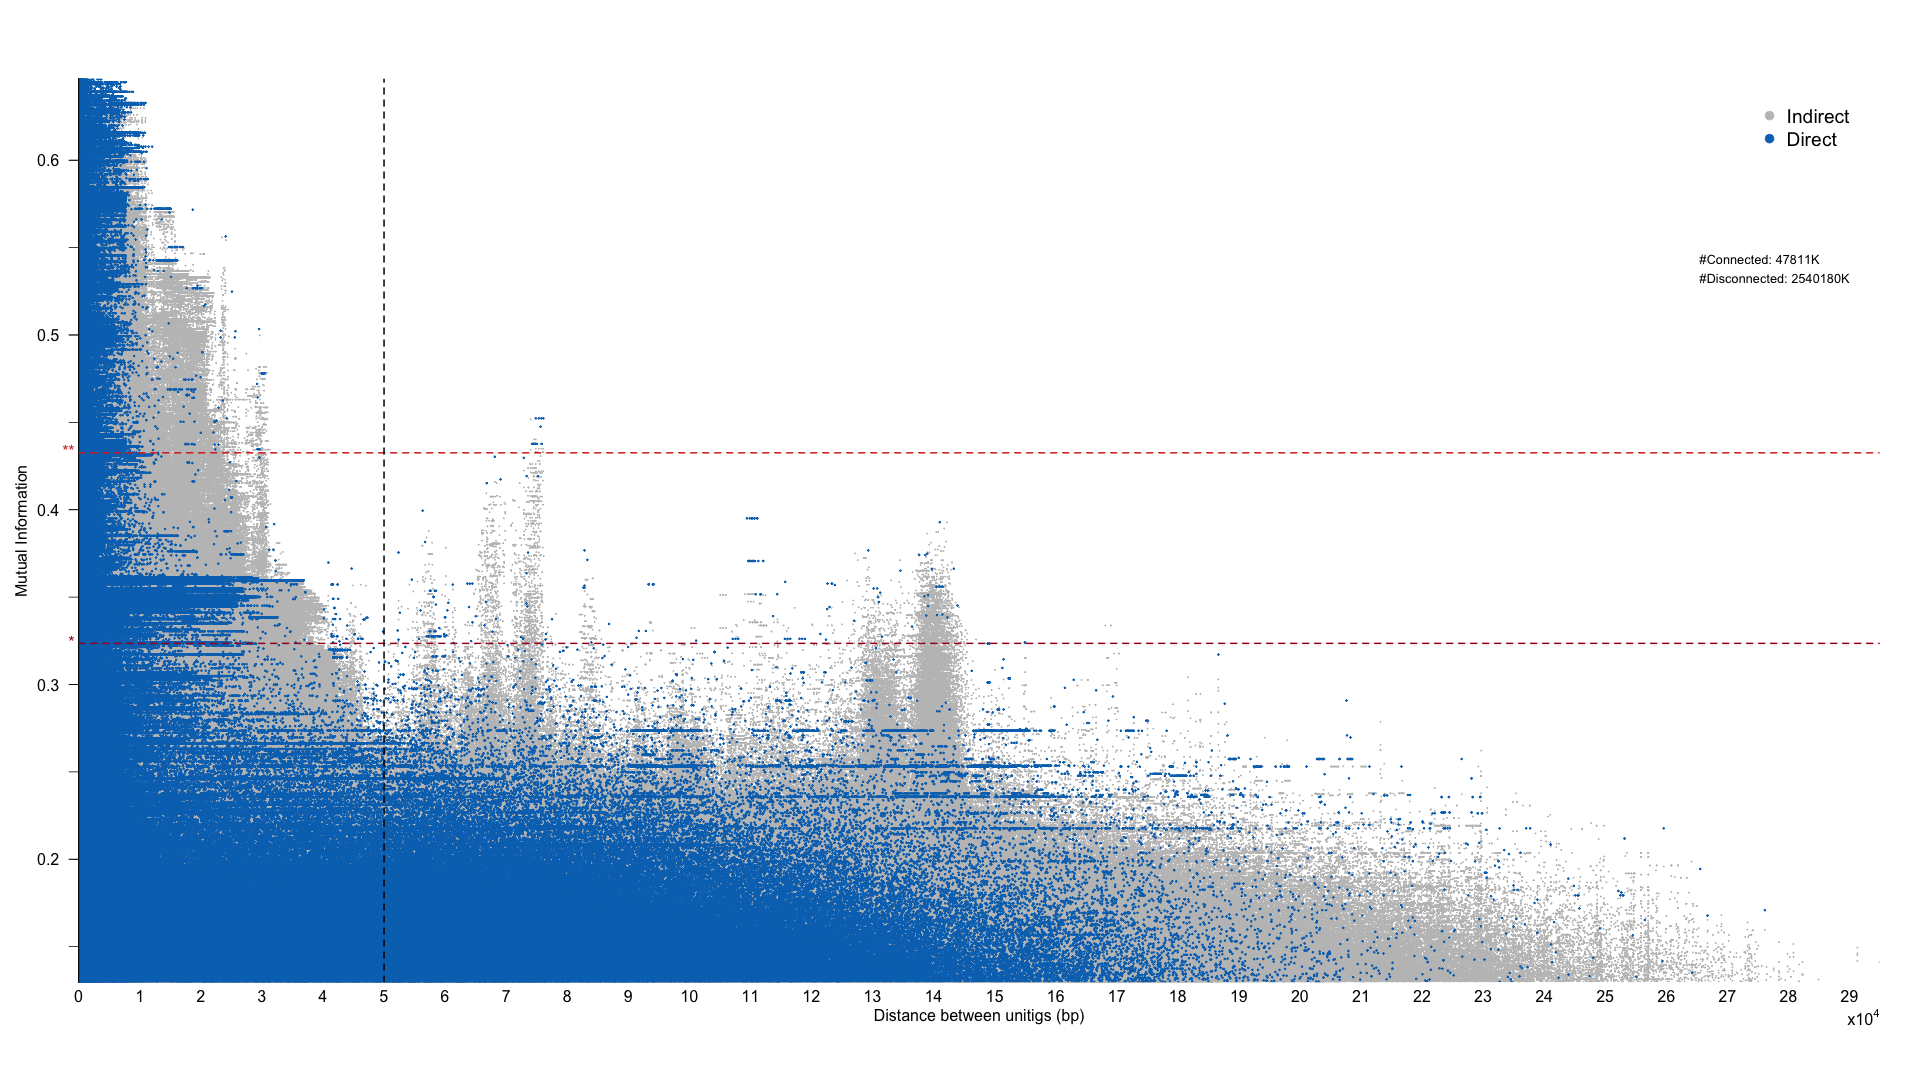 Indirect
Direct
#Connected: 47811K
#Disconnected: 2540180K
0.6
0.5
**
0.4
*
0.3
0.2
Mutual Information
0 1 2 3 4 5 6 7 8 9 10 11 12 13 14 15 16 17 18 19 20 21 22 23 24 25 26 27 28 29
Distance between unitigs (bp)
x10⁴